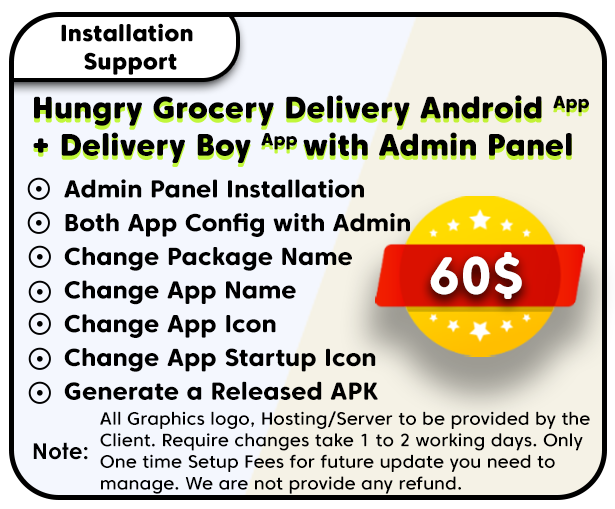 Installation
Support
Hungry Grocery Delivery Android App
+ Delivery Boy App with Admin Panel
Admin Panel Installation
Both App Config with Admin
Change Package Name
Change App Name
60$
Change App Icon
Change App Startup Icon
Generate a Released APK
Note:
All Graphics logo, Hosting/Server to be provided by the
Client. Require changes take 1 to 2 working days. Only
One time Setup Fees for future update you need to
manage. We are not provide any refund.